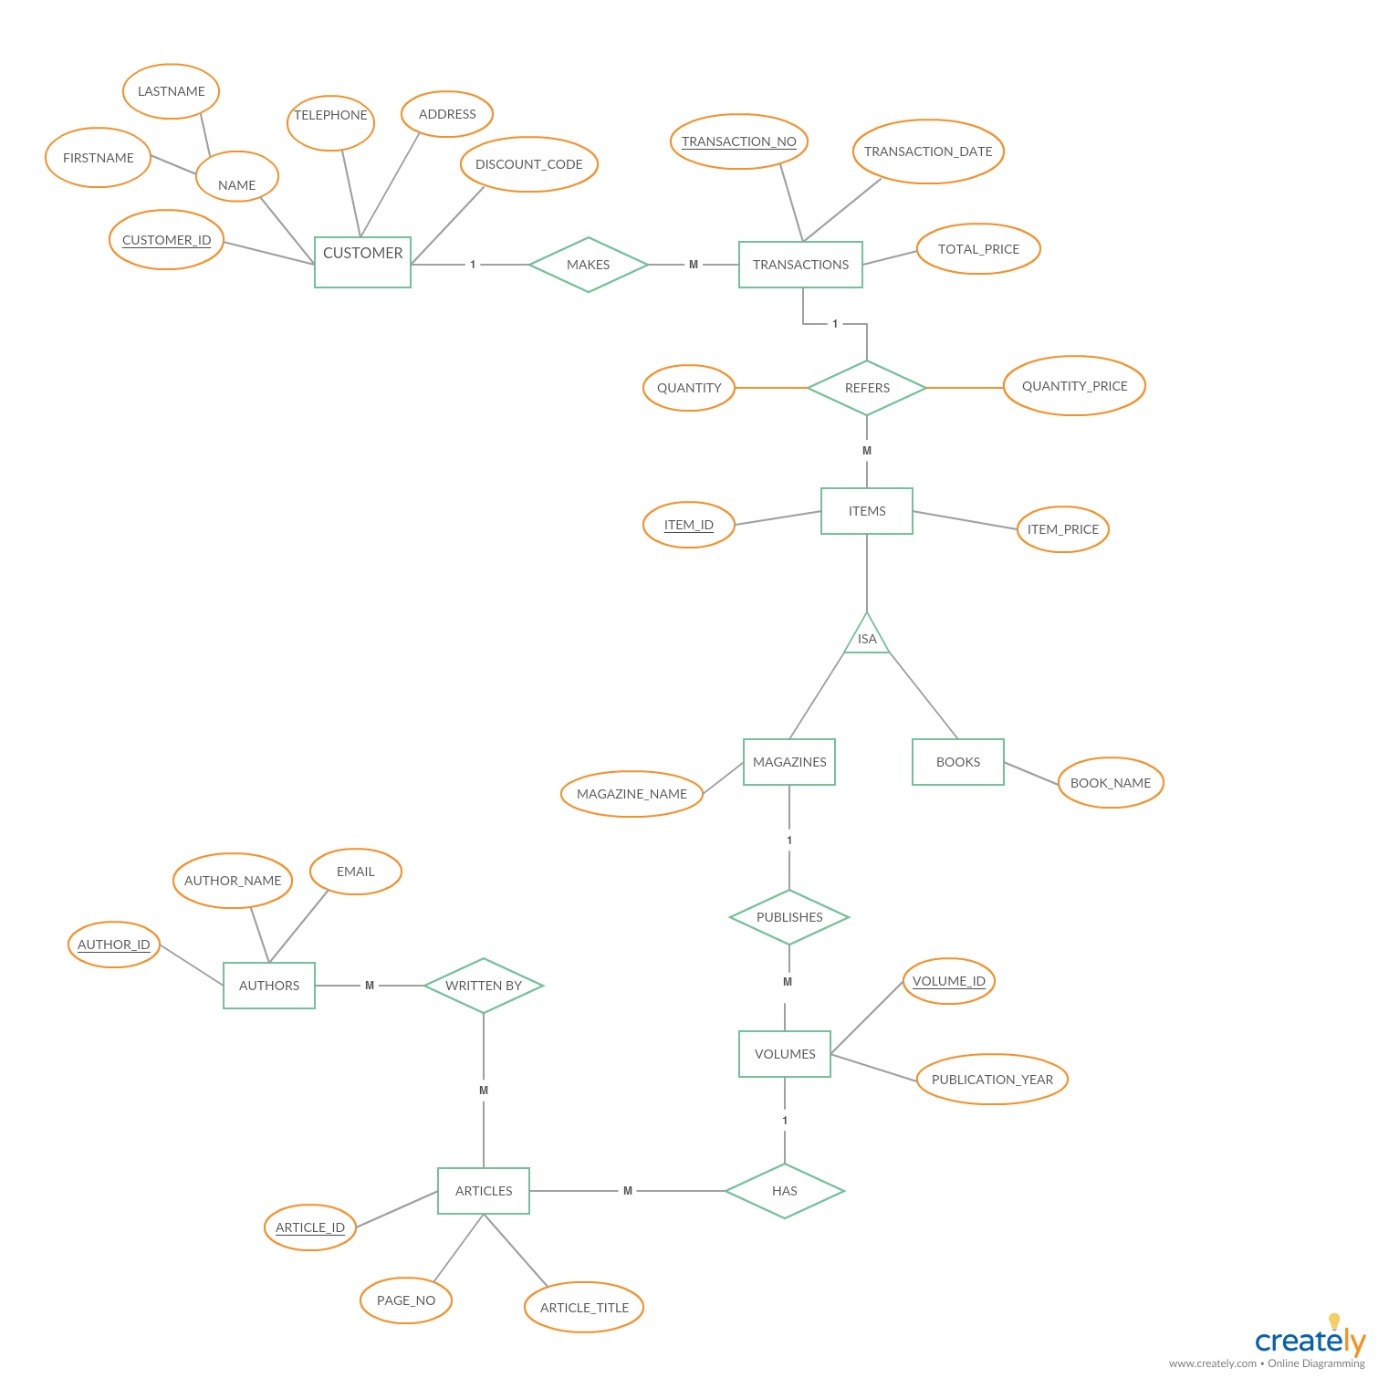 LASTNAME
TELEPHONE
ADDRESS
FIRSTNAME
NAME
DISCOUNT_CODE
CUSTOMER_ID
CUSTOMER
1
MAKES
M
TRANSACTION_NO
TRANSACTION_DATE
TOTAL_PRICE
TRANSACTIONS
1
QUANTITY
REFERS
QUANTITY_PRICE
M
ITEM_ID
ITEMS
ITEM_PRICE
ISA
MAGAZINES
BOOKS
MAGAZINE_NAME
BOOK_NAME
1
PUBLISHES
M
AUTHOR_NAME
EMAIL
AUTHOR_ID
AUTHORS
M
WRITTEN BY
VOLUME_ID
VOLUMES
PUBLICATION_YEAR
M
1
ARTICLES
M
HAS
ARTICLE_ID
PAGE_NO
ARTICLE_TITLE
creately
www.creately.com • Online Diagramming